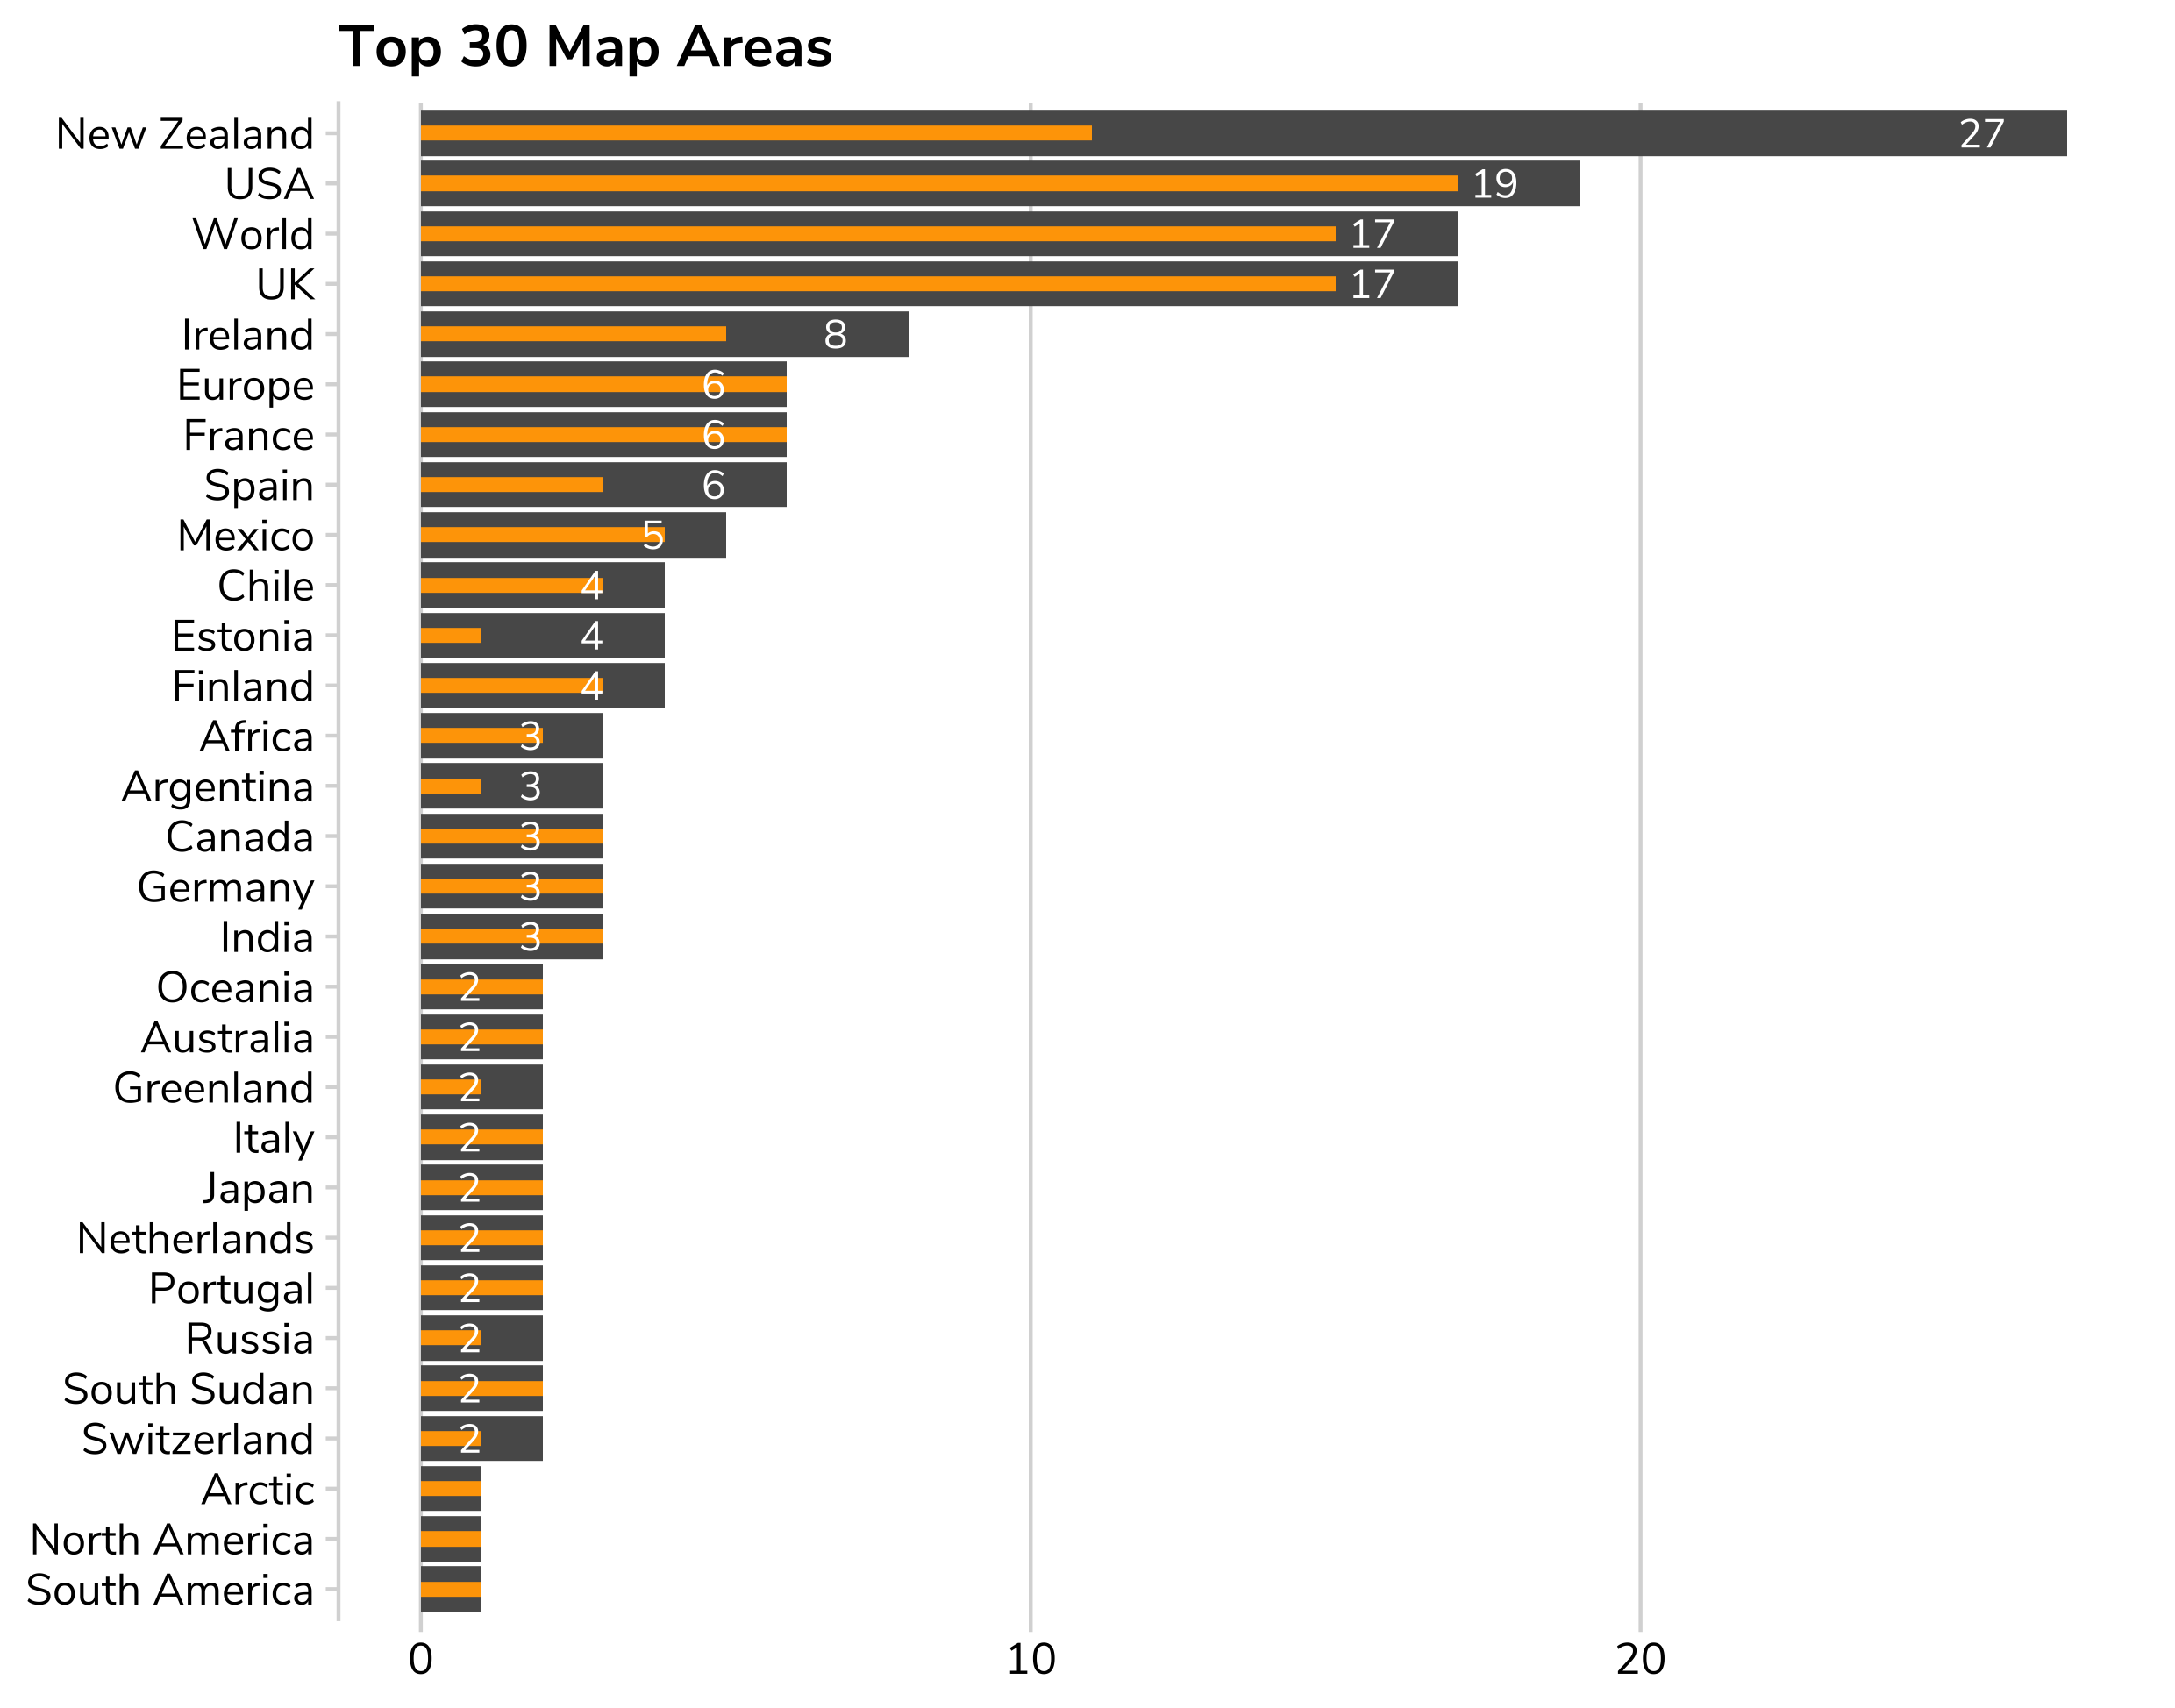 Top 30 Map Areas
New Zealand 27
USA 19
World 17
UK 17
Ireland 8
Europe 6
France 6
Spain 6
Mexico 5
Chile 4
Estonia 4
Finland 4
Africa 3
Argentina 3
Canada 3
Germany 3
India 3
Oceania 2
Australia 2
Greenland 2
Italy 2
Japan 2
Netherlands 2
Portugal 2
Russia 2
South Sudan 2
Switzerland 2
Arctic
North America
South America
0 10 20